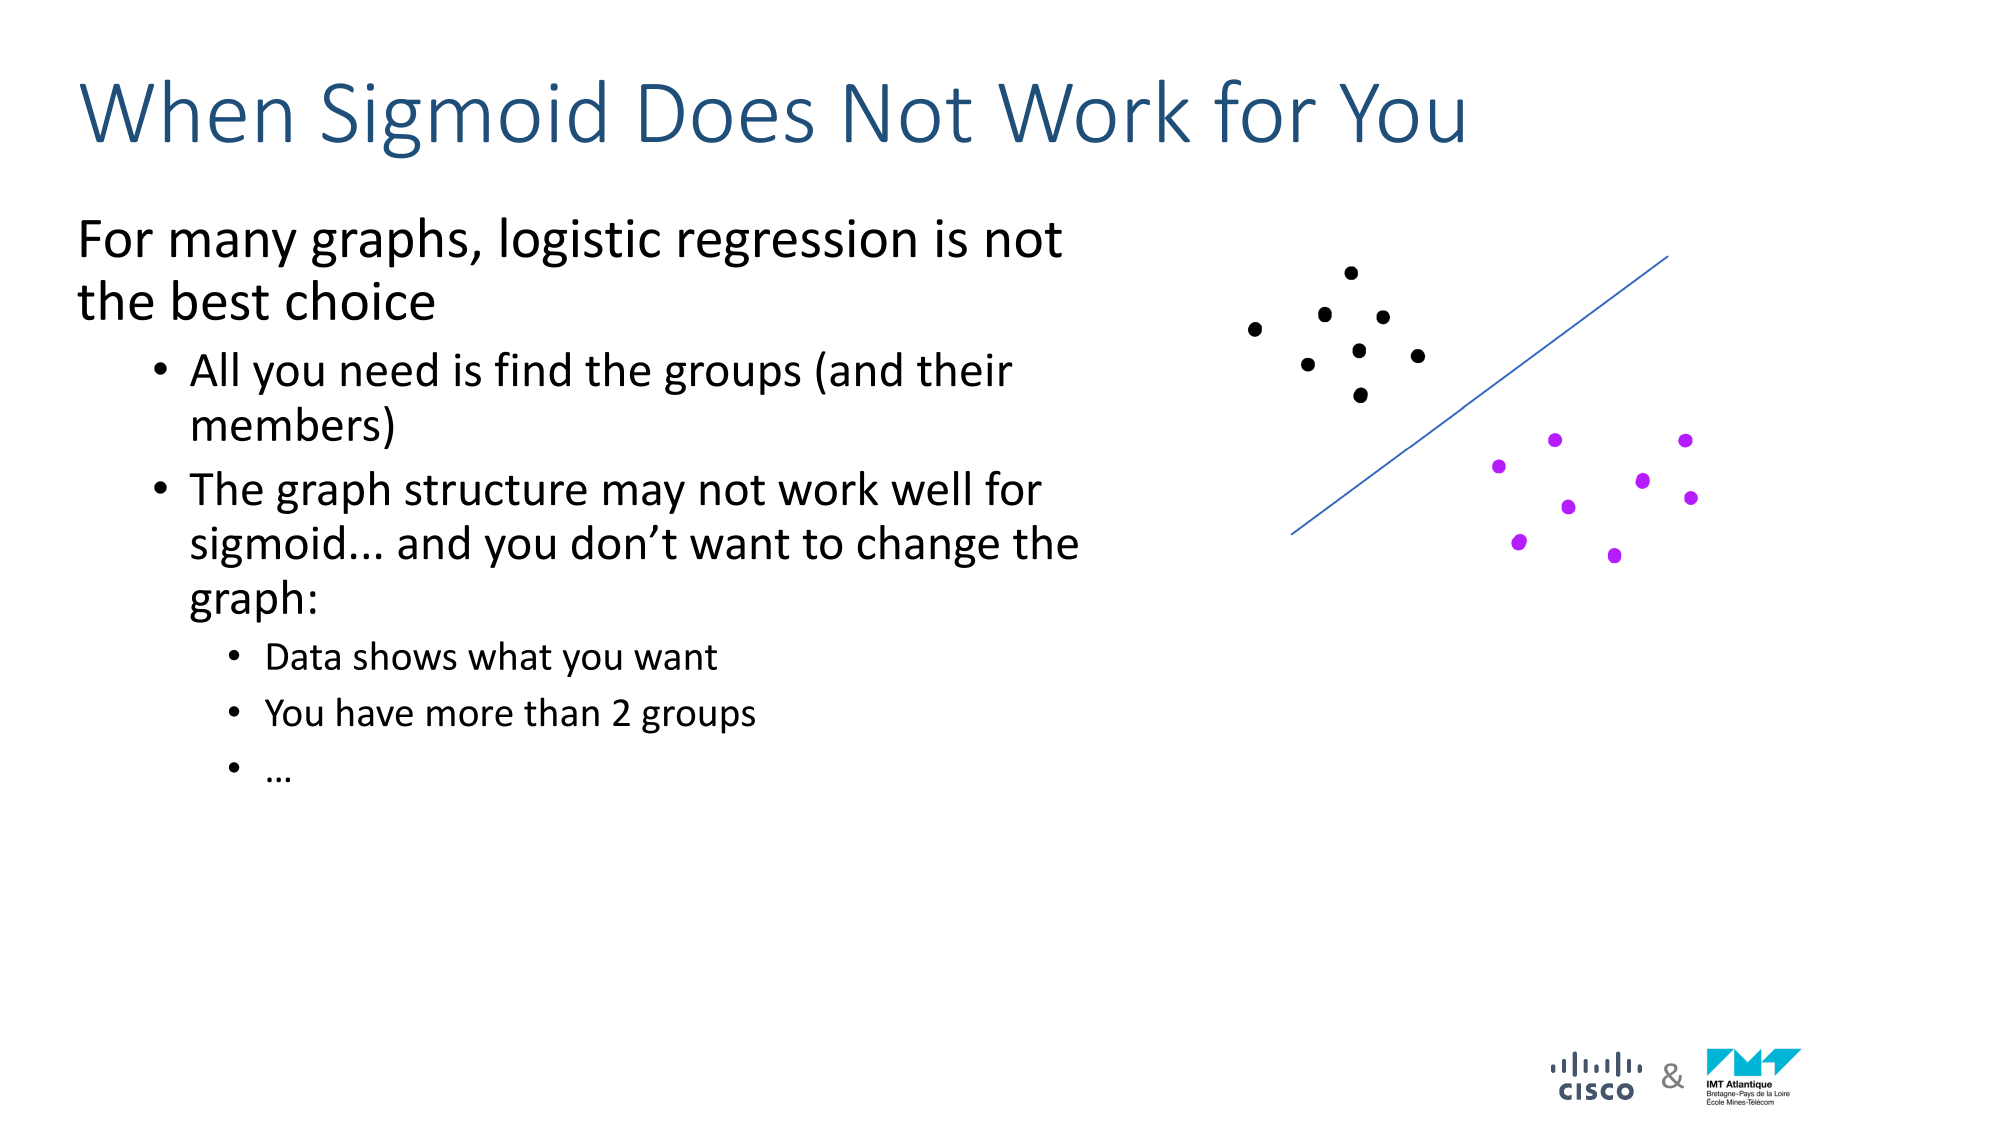 When Sigmoid Does Not Work for You
For many graphs, logistic regression is not
the best choice
• All you need is find the groups (and their
members)
• The graph structure may not work well for
sigmoid... and you don’t want to change the
graph:
• Data shows what you want
• You have more than 2 groups
• …
CISCO
&
IMT Atlantique
Bretagne-Pays de la Loire
École Mines-Télécom